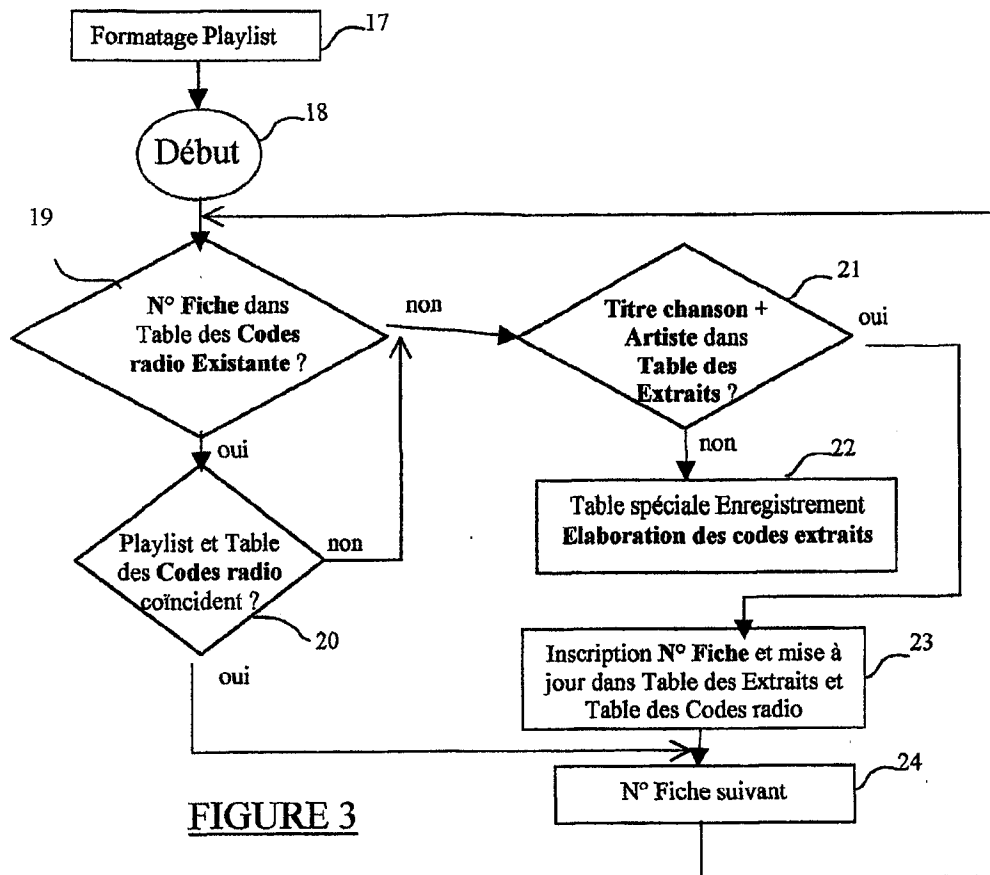 Formatage Playlist
17
Début
18
19
N° Fiche dans
Table des Codes
radio Existante ?
non
oui
Playlist et Table
des Codes radio
coïncident ?
non
20
oui
Titre chanson +
Artiste dans
Table des
Extraits ?
21
oui
non
22
Table spéciale Enregistrement
Elaboration des codes extraits
Inscription N° Fiche et mise à
jour dans Table des Extraits et
Table des Codes radio
23
N° Fiche suivant
24
FIGURE 3